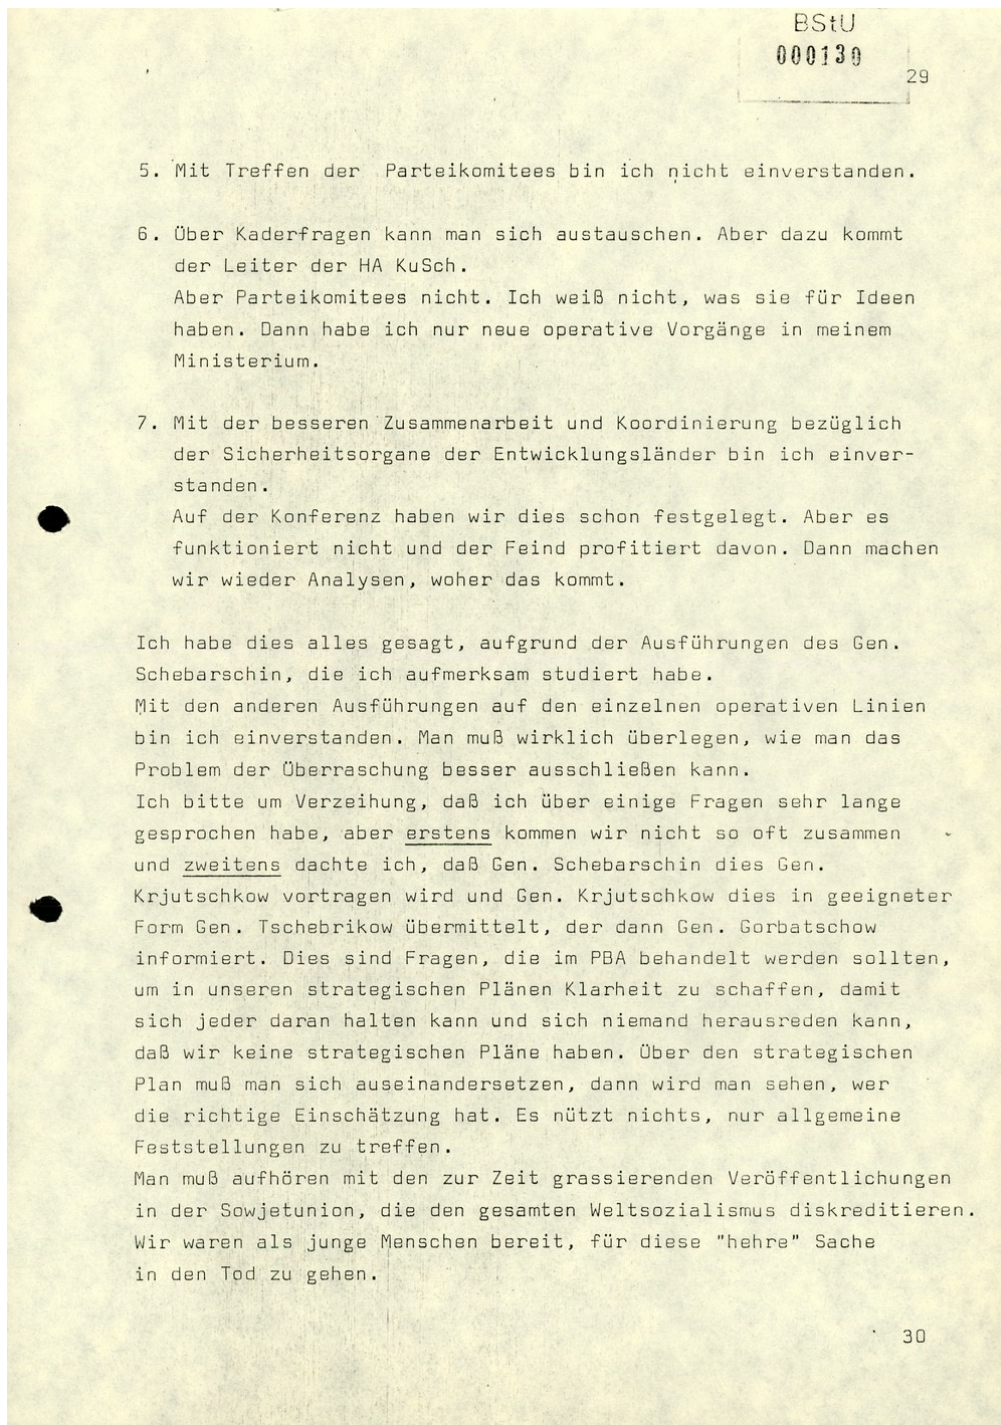 BStU
000130
29
5. Mit Treffen der Parteikomitees bin ich nicht einverstanden.
6. Über Kaderfragen kann man sich austauschen. Aber dazu kommt
der Leiter der HA KuSch.
Aber Parteikomitees nicht. Ich weiß nicht, was sie für Ideen
haben. Dann habe ich nur neue operative Vorgänge in meinem
Ministerium.
7. Mit der besseren Zusammenarbeit und Koordinierung bezüglich
der Sicherheitsorgane der Entwicklungsländer bin ich einver-
standen.
Auf der Konferenz haben wir dies schon festgelegt. Aber es
funktioniert nicht und der Feind profitiert davon. Dann machen
wir wieder Analysen, woher das kommt.
Ich habe dies alles gesagt, aufgrund der Ausführungen des Gen.
Schebarschin, die ich aufmerksam studiert habe.
Mit den anderen Ausführungen auf den einzelnen operativen Linien
bin ich einverstanden. Man muß wirklich überlegen, wie man das
Problem der Überraschung besser ausschließen kann.
Ich bitte um Verzeihung, daß ich über einige Fragen sehr lange
gesprochen habe, aber erstens kommen wir nicht so oft zusammen
und zweitens dachte ich, daß Gen. Schebarschin dies Gen.
Krjutschkow vortragen wird und Gen. Krjutschkow dies in geeigneter
Form Gen. Tschebrikow übermittelt, der dann Gen. Gorbatschow
informiert. Dies sind Fragen, die im PBA behandelt werden sollten,
um in unseren strategischen Plänen Klarheit zu schaffen, damit
sich jeder daran halten kann und sich niemand herausreden kann,
daß wir keine strategischen Pläne haben. Über den strategischen
Plan muß man sich auseinandersetzen, dann wird man sehen, wer
die richtige Einschätzung hat. Es nützt nichts, nur allgemeine
Feststellungen zu treffen.
Man muß aufhören mit den zur Zeit grassierenden Veröffentlichungen
in der Sowjetunion, die den gesamten Weltsozialismus diskreditieren.
Wir waren als junge Menschen bereit, für diese "hehre" Sache
in den Tod zu gehen.
30